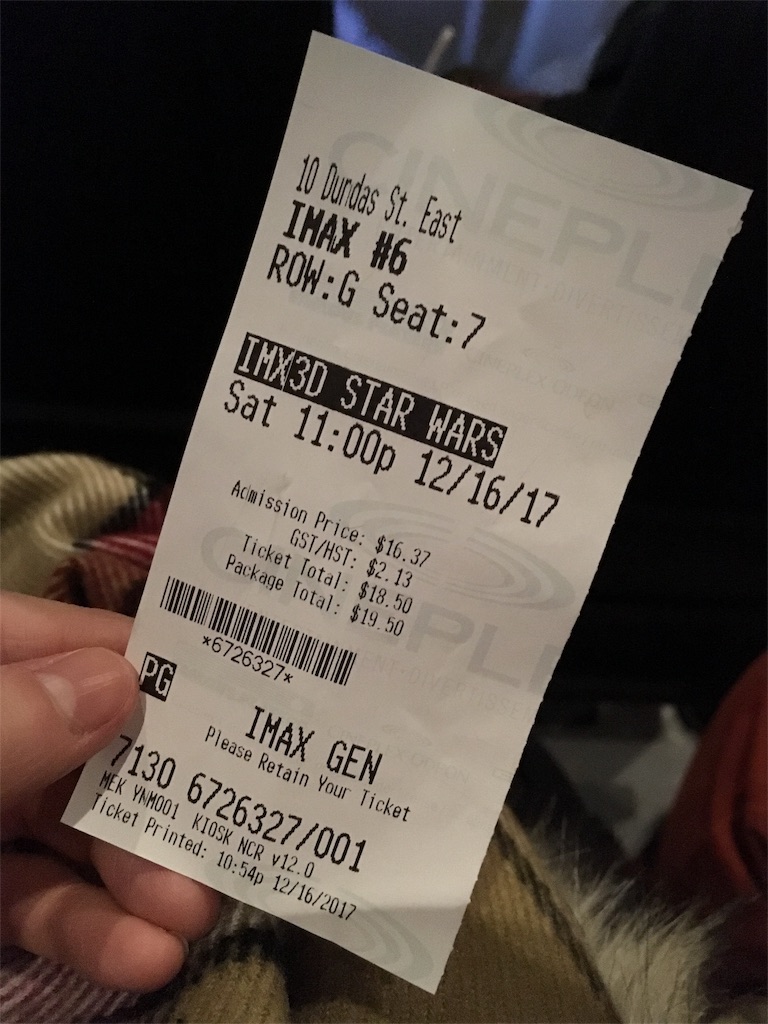 10 Dundas St. East
IMAX #6
ROW:G Seat:7
IMX3D STAR WARS
Sat 11:00p 12/16/17
Admission Price: $16.37
GST/HST: $2.13
Ticket Total: $18.50
Package Total: $19.50
*6726327*
PG
IMAX GEN
Please Retain Your Ticket
7130 6726327/001
MEK YNM001 KIOSK NCR v12.0
Ticket Printed: 10:54p 12/16/2017